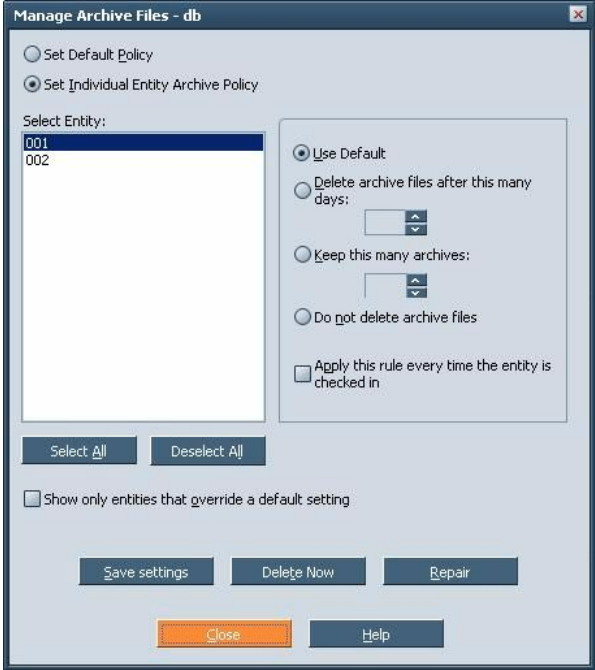 Manage Archive Files - db
Set Default Policy
Set Individual Entity Archive Policy
Select Entity:
001
002
Use Default
Delete archive files after this many
days:
Keep this many archives:
Do not delete archive files
Apply this rule every time the entity is
checked in
Select All
Deselect All
Show only entities that override a default setting
Save settings
Delete Now
Repair
Close
Help